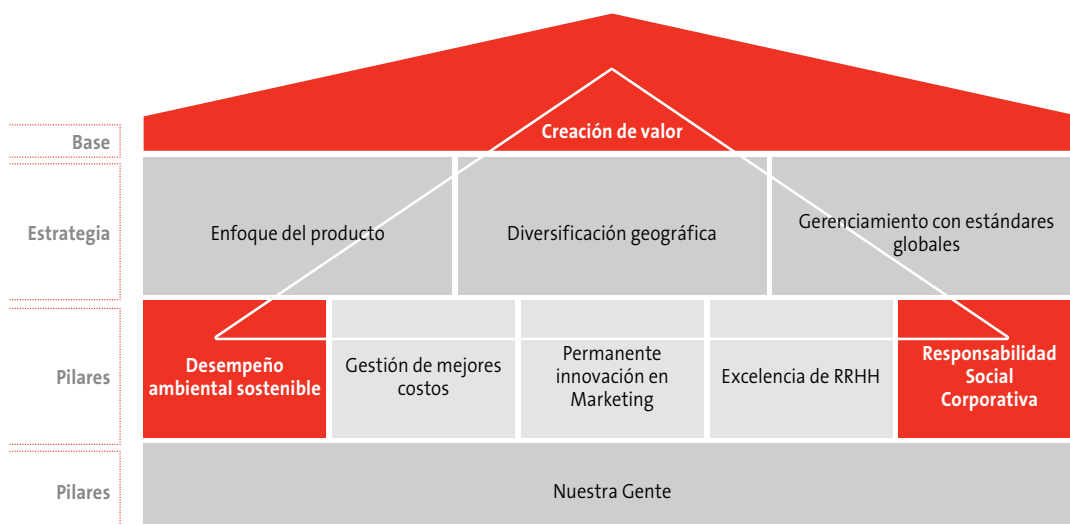 Creación de valor
Base
Estrategia
Enfoque del producto
Diversificación geográfica
Gerenciamiento con estándares
globales
Pilares
Desempeño
ambiental sostenible
Gestión de mejores
costos
Permanente
innovación en
Marketing
Excelencia de RRHH
Responsabilidad
Social
Corporativa
Pilares
Nuestra Gente